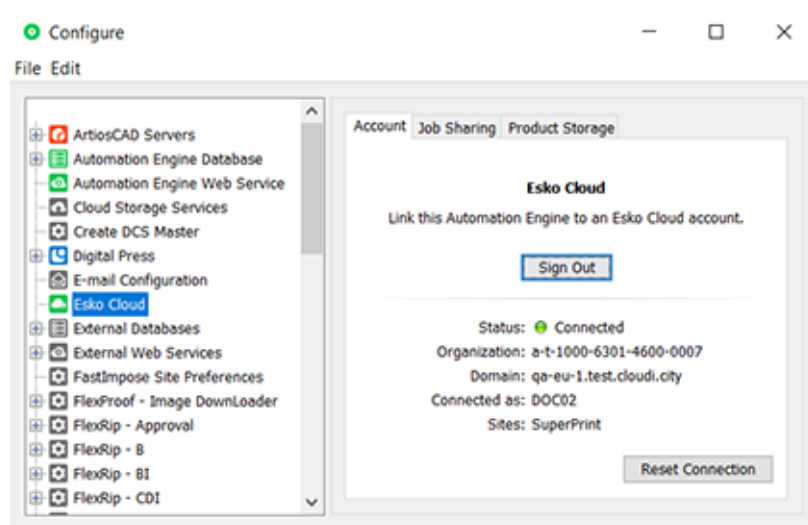 Configure
File Edit
ArtiosCAD Servers
Automation Engine Database
Automation Engine Web Service
Cloud Storage Services
Create DCS Master
Digital Press
E-mail Configuration
Esko Cloud
External Databases
External Web Services
FastImpose Site Preferences
FlexProof - Image DownLoader
FlexRip - Approval
FlexRip - B
FlexRip - BI
FlexRip - CDI
Account Job Sharing Product Storage
Esko Cloud
Link this Automation Engine to an Esko Cloud account.
Sign Out
Status: Connected
Organization: a-t-1000-6301-4600-0007
Domain: qa-eu-1.test.cloudi.city
Connected as: DOC02
Sites: SuperPrint
Reset Connection